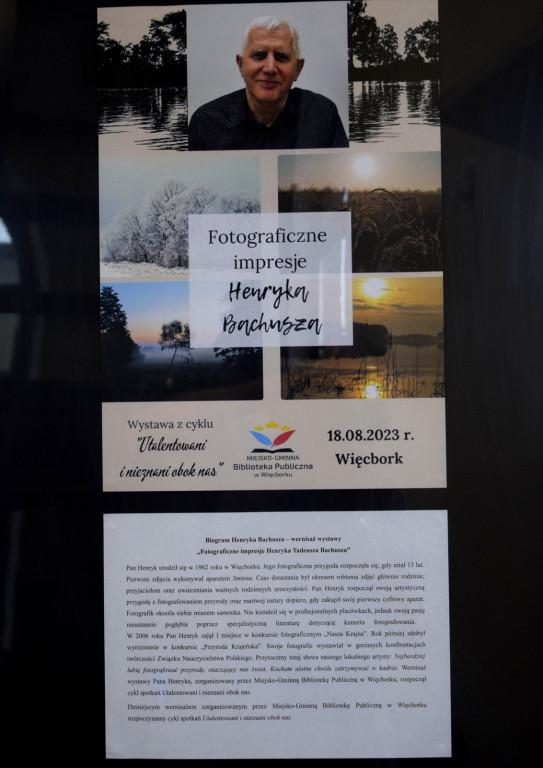 Fotograficzne
impresje
Henryka
Bachusza
Wystawa z cyklu
"Utalentowani
i nieznani obok nas"
MIEJSKO-GMINNA
Biblioteka Publiczna
w Więcborku
18.08.2023 r.
Więcbork
Biogram Henryka Bachusza – wernisaż wystawy
„Fotograficzne impresje Henryka Tadeusza Bachusza"
Pan Henryk urodził się w 1962 roku w Więcborku. Jego fotograficzna przygoda rozpoczęła się, gdy miał 13 lat.
Pierwsze zdjęcia wykonywał aparatem Smiena. Czas dorastania był okresem robienia zdjęć głównie rodzinie,
przyjaciołom oraz uwiecznianiu ważnych rodzinnych uroczystości. Pan Henryk rozpoczął swoją artystyczną
przygodę z fotografowaniem przyrody oraz martwej natury dopiero, gdy zakupił swój pierwszy cyfrowy aparat.
Fotografik określa siebie mianem samouka. Nie kształcił się w profesjonalnych placówkach, jednak swoją pasję
nieustannie pogłębia poprzez specjalistyczną literaturę dotyczącą kunsztu fotografowania.
W 2006 roku Pan Henryk zajął I miejsce w konkursie fotograficznym „Nasza Krajna". Rok później zdobył
wyróżnienie w konkursie „Przyroda Krajeńska". Swoje fotografie wystawiał w gminnych konfrontacjach
twórczości Związku Nauczycielstwa Polskiego. Przytoczmy tutaj słowa naszego lokalnego artysty: Najbardziej
lubię fotografować przyrodę, otaczający nas świat. Kocham ulotne chwile zatrzymywać w kadrze. Wernisaż
wystawy Pana Henryka, zorganizowany przez Miejsko-Gminną Bibliotekę Publiczną w Więcborku, rozpoczął
cykl spotkań Utalentowani i nieznani obok nas.
Dzisiejszym wernisażem zorganizowanym przez Miejsko-Gminną Bibliotekę Publiczną w Więcborku
rozpoczynamy cykl spotkań Utalentowani i nieznani obok nas.